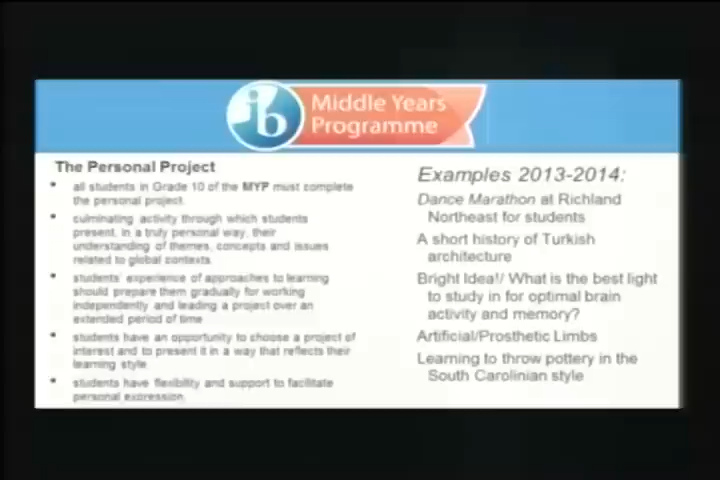 ib
Middle Years
Programme
The Personal Project
• all students in Grade 10 of the MYP must complete
the personal project.
• culminating activity through which students
present, in a truly personal way, their
understanding of themes, concepts and issues
related to global contexts.
• students' experience of approaches to learning
should prepare them gradually for working
independently and leading a project over an
extended period of time
• students have an opportunity to choose a project of
interest and to present it in a way that reflects their
learning style
• students have flexibility and support to facilitate
personal expression.
Examples 2013-2014:
Dance Marathon at Richland
Northeast for students
A short history of Turkish
architecture
Bright Idea!/ What is the best light
to study in for optimal brain
activity and memory?
Artificial/Prosthetic Limbs
Learning to throw pottery in the
South Carolinian style